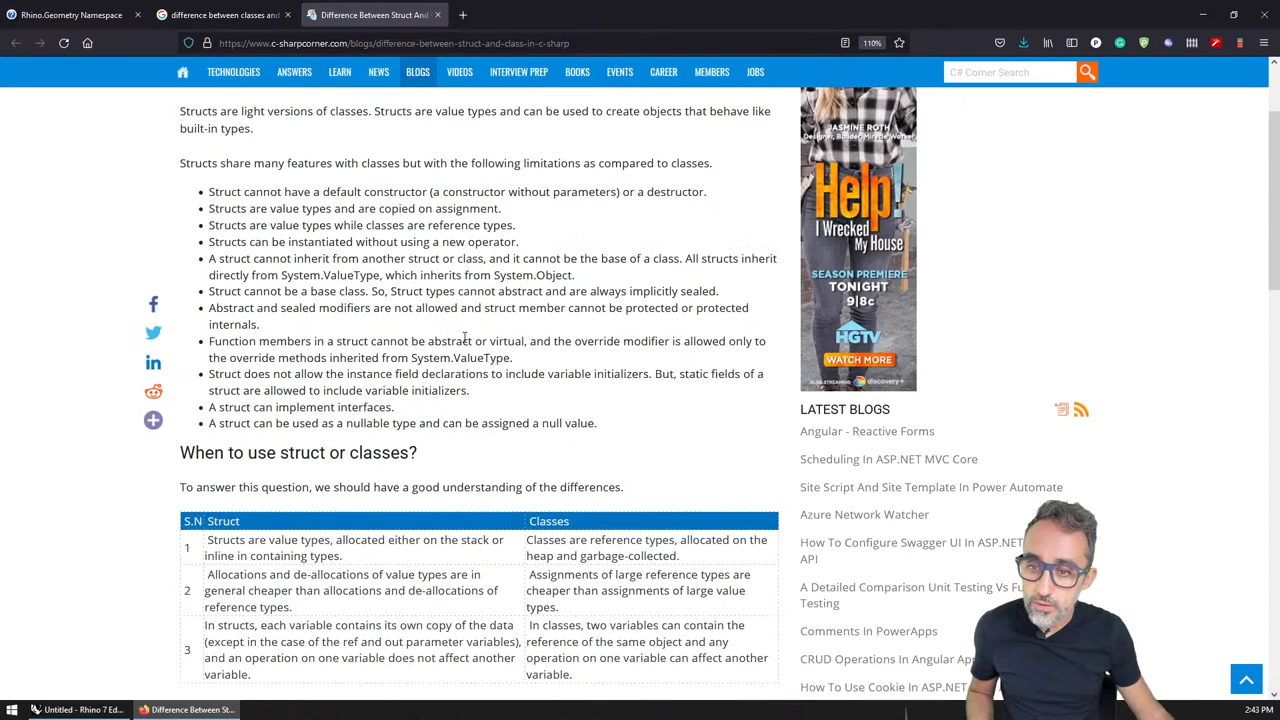 Rhino.Geometry Namespace
difference between classes and
Difference Between Struct And
https://www.c-sharpcorner.com/blogs/difference-between-struct-and-class-in-c-sharp
110%
TECHNOLOGIES ANSWERS LEARN NEWS BLOGS VIDEOS INTERVIEW PREP BOOKS EVENTS CAREER MEMBERS JOBS
C# Corner Search
Structs are light versions of classes. Structs are value types and can be used to create objects that behave like
built-in types.
Structs share many features with classes but with the following limitations as compared to classes.
Struct cannot have a default constructor (a constructor without parameters) or a destructor.
Structs are value types and are copied on assignment.
Structs are value types while classes are reference types.
Structs can be instantiated without using a new operator.
A struct cannot inherit from another struct or class, and it cannot be the base of a class. All structs inherit
directly from System.ValueType, which inherits from System.Object.
Struct cannot be a base class. So, Struct types cannot abstract and are always implicitly sealed.
Abstract and sealed modifiers are not allowed and struct member cannot be protected or protected
internals.
Function members in a struct cannot be abstract or virtual, and the override modifier is allowed only to
the override methods inherited from System.ValueType.
Struct does not allow the instance field declarations to include variable initializers. But, static fields of a
struct are allowed to include variable initializers.
A struct can implement interfaces.
A struct can be used as a nullable type and can be assigned a null value.
When to use struct or classes?
To answer this question, we should have a good understanding of the differences.
S.N Struct Classes
1 Structs are value types, allocated either on the stack or
inline in containing types.
Classes are reference types, allocated on the
heap and garbage-collected.
2 Allocations and de-allocations of value types are in
general cheaper than allocations and de-allocations of
reference types.
Assignments of large reference types are
cheaper than assignments of large value
types.
3 In structs, each variable contains its own copy of the data
(except in the case of the ref and out parameter variables),
and an operation on one variable does not affect another
variable.
In classes, two variables can contain the
reference of the same object and any
operation on one variable can affect another
variable.
JASMINE ROTH
Designer, Builder, Miracle Worker
Help!
I Wrecked
My House
SEASON PREMIERE
TONIGHT
9|8c
HGTV
WATCH MORE
ALSO STREAMING discovery+
LATEST BLOGS
Angular - Reactive Forms
Scheduling In ASP.NET MVC Core
Site Script And Site Template In Power Automate
Azure Network Watcher
How To Configure Swagger UI In ASP.NET
API
A Detailed Comparison Unit Testing Vs Fu
Testing
Comments In PowerApps
CRUD Operations In Angular Ap
How To Use Cookie In ASP.NET
Untitled - Rhino 7 Ed...
Difference Between St...
2:43 PM